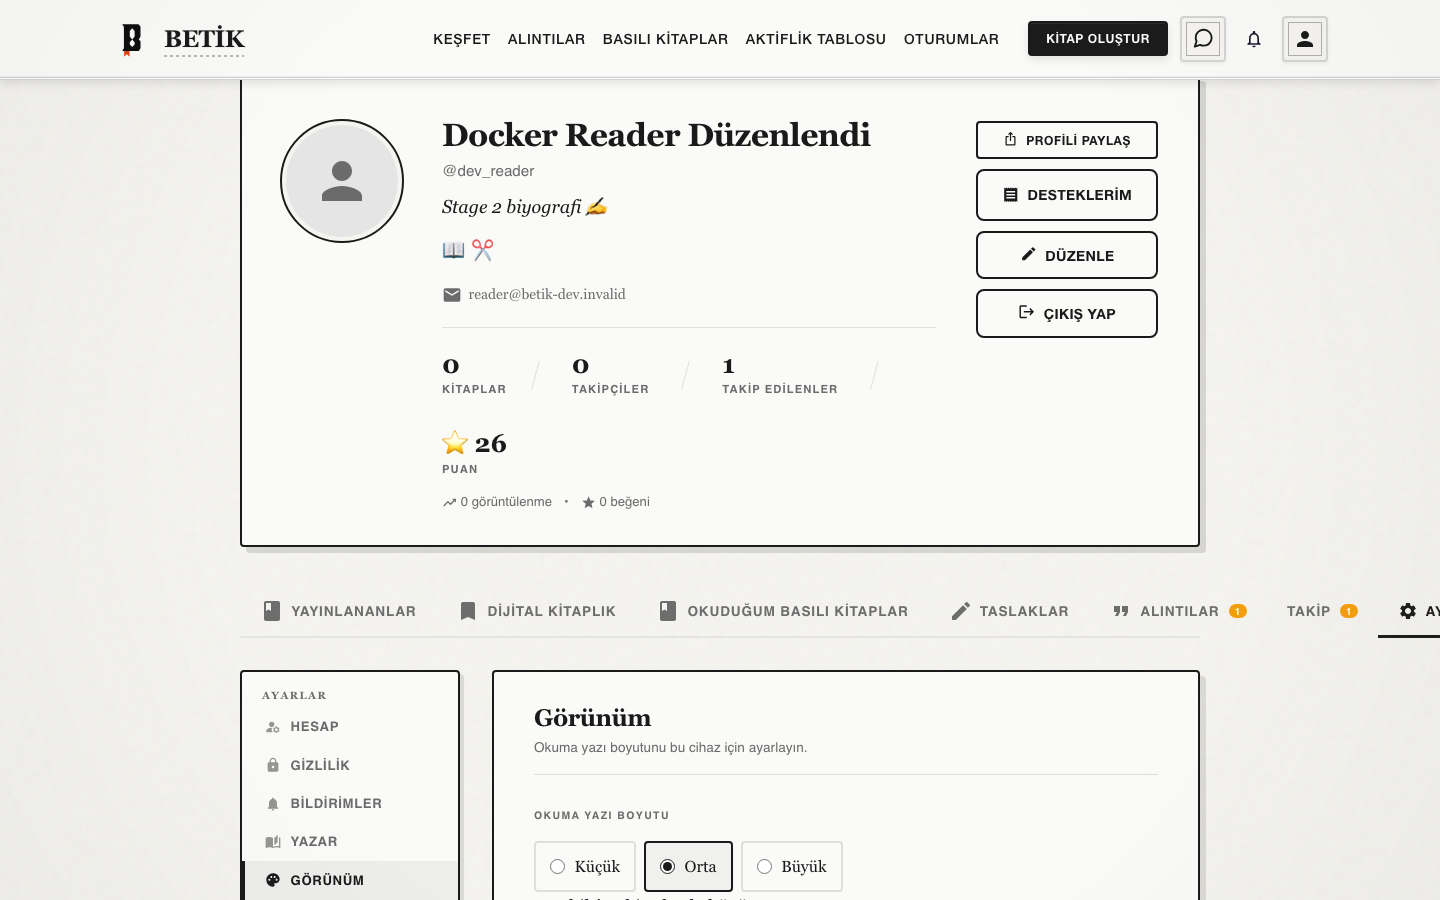 BETİK
KEŞFET ALINTILAR BASILI KİTAPLAR AKTİFLİK TABLOSU OTURUMLAR KİTAP OLUŞTUR
Docker Reader Düzenlendi
@dev_reader
Stage 2 biyografi ✍️
📖 ✂️
reader@betik-dev.invalid
0 0 1
KİTAPLAR TAKİPÇİLER TAKİP EDİLENLER
⭐ 26
PUAN
0 görüntülenme • 0 beğeni
PROFİLİ PAYLAŞ
DESTEKLERİM
DÜZENLE
ÇIKIŞ YAP
YAYINLANANLAR DİJİTAL KİTAPLIK OKUDUĞUM BASILI KİTAPLAR TASLAKLAR ALINTILAR 1 TAKİP 1
AYARLAR
HESAP
GİZLİLİK
BİLDİRİMLER
YAZAR
GÖRÜNÜM
Görünüm
Okuma yazı boyutunu bu cihaz için ayarlayın.
OKUMA YAZI BOYUTU
Küçük Orta Büyük